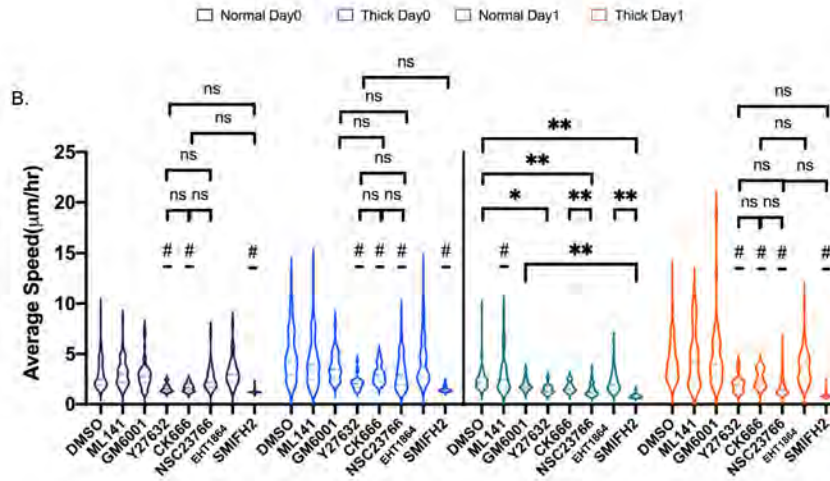 Normal Day0 Thick Day0 Normal Day1 Thick Day1
B.
ns ns ns
ns ns ns ns
ns ** ns
ns ns ** ns ns
ns ns ns ns * ** ** ns ns
# # # # # # # # # # # #
**
Average Speed(μm/hr)
25
20
15
10
5
0
DMSO ML141 GM6001 Y27632 CK666 NSC23766 EHT1864 SMIFH2 DMSO ML141 GM6001 Y27632 CK666 NSC23766 EHT1864 SMIFH2 DMSO ML141 GM6001 Y27632 CK666 NSC23766 EHT1864 SMIFH2 DMSO ML141 GM6001 Y27632 CK666 NSC23766 EHT1864 SMIFH2